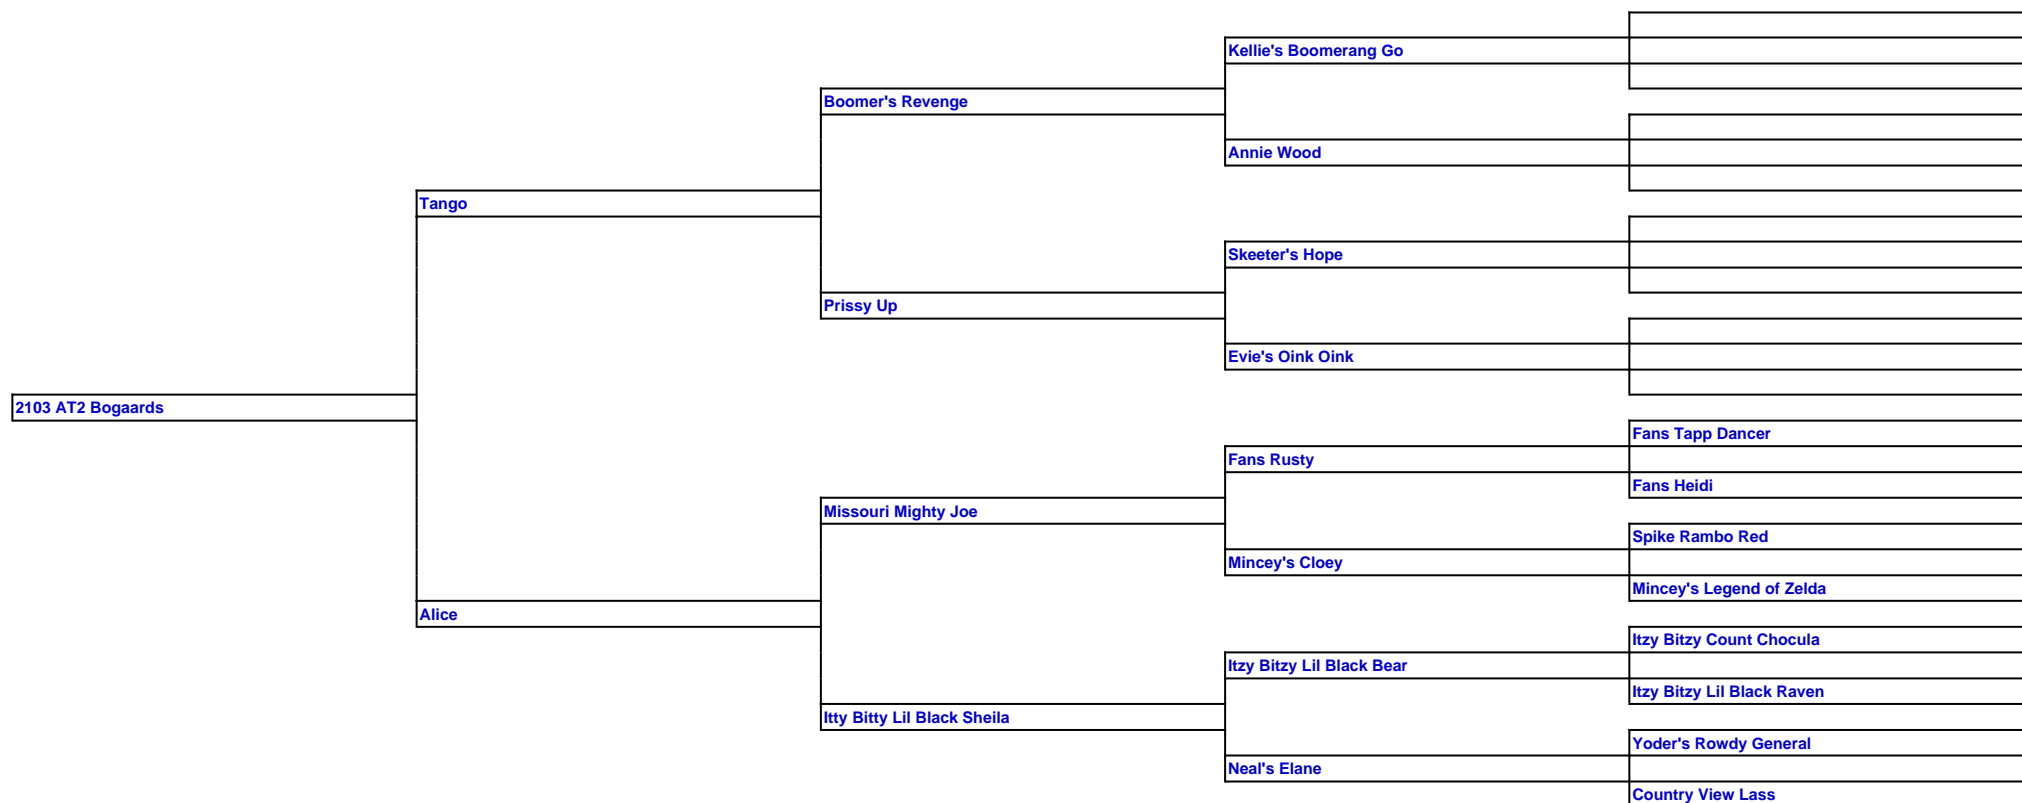 Kellie's Boomerang Go
Boomer's Revenge
Annie Wood
Tango
Skeeter's Hope
Prissy Up
Evie's Oink Oink
2103 AT2 Bogaards
Fans Tapp Dancer
Fans Rusty
Fans Heidi
Missouri Mighty Joe
Spike Rambo Red
Mincey's Cloey
Mincey's Legend of Zelda
Alice
Itzy Bitzy Count Chocula
Itzy Bitzy Lil Black Bear
Itzy Bitzy Lil Black Raven
Itty Bitty Lil Black Sheila
Yoder's Rowdy General
Neal's Elane
Country View Lass